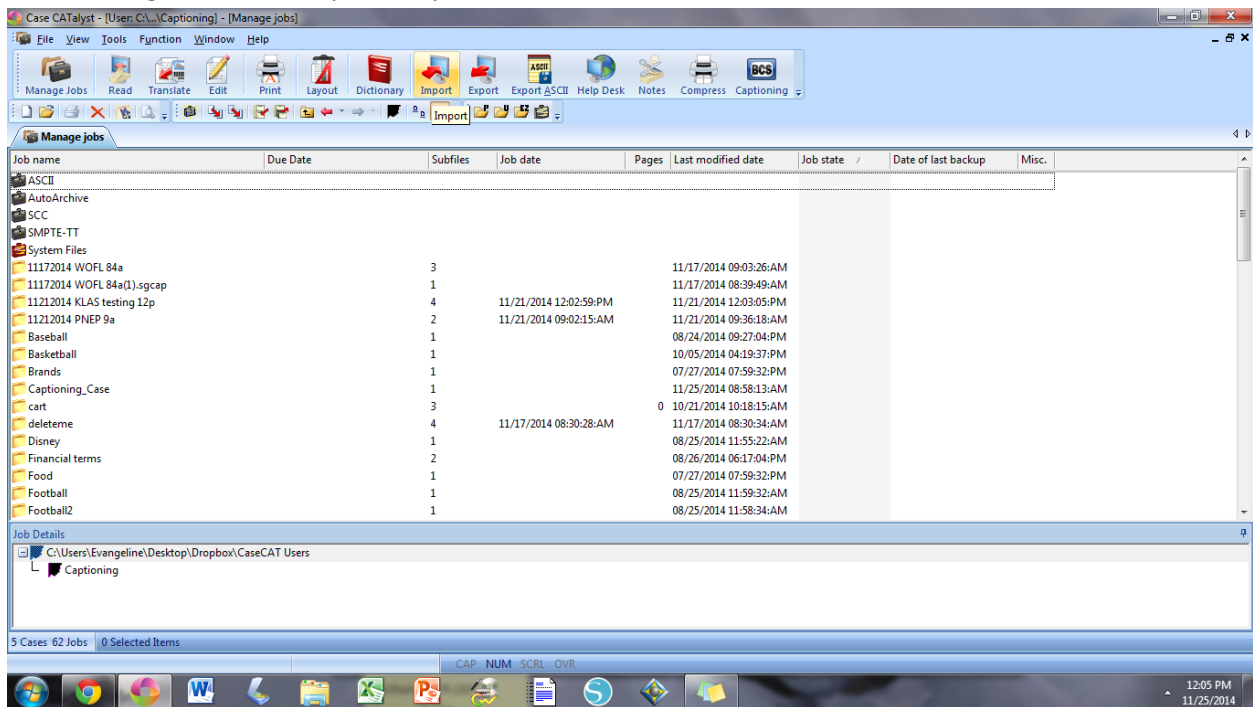 Case CATalyst - [User: C:\...\Captioning] - [Manage jobs]
File View Tools Function Window Help
ASCII BCS
Manage Jobs Read Translate Edit Print Layout Dictionary Import Export Export ASCII Help Desk Notes Compress Captioning
Import
Manage jobs
Job name Due Date Subfiles Job date Pages Last modified date Job state Date of last backup Misc.
ASCII
AutoArchive
SCC
SMPTE-TT
System Files
11172014 WOFL 84a 3 11/17/2014 09:03:26:AM
11172014 WOFL 84a(1).sgcap 1 11/17/2014 08:39:49:AM
11212014 KLAS testing 12p 4 11/21/2014 12:02:59:PM 11/21/2014 12:03:05:PM
11212014 PNEP 9a 2 11/21/2014 09:02:15:AM 11/21/2014 09:36:18:AM
Baseball 1 08/24/2014 09:27:04:PM
Basketball 1 10/05/2014 04:19:37:PM
Brands 1 07/27/2014 07:59:32:PM
Captioning_Case 1 11/25/2014 08:58:13:AM
cart 3 0 10/21/2014 10:18:15:AM
deleteme 4 11/17/2014 08:30:28:AM 11/17/2014 08:30:34:AM
Disney 1 08/25/2014 11:55:22:AM
Financial terms 2 08/26/2014 06:17:04:PM
Food 1 07/27/2014 07:59:32:PM
Football 1 08/25/2014 11:59:32:AM
Football2 1 08/25/2014 11:58:34:AM
Job Details
C:\Users\Evangeline\Desktop\Dropbox\CaseCAT Users
Captioning
5 Cases 62 Jobs 0 Selected Items
CAP NUM SCRL OVR
12:05 PM
11/25/2014